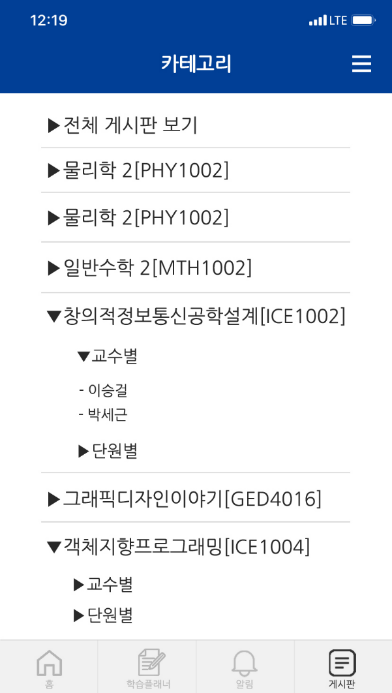 12:19
LTE
카테고리
▶전체 게시판 보기
▶물리학 2[PHY1002]
▶물리학 2[PHY1002]
▶일반수학 2[MTH1002]
▼창의적정보통신공학설계[ICE1002]
▼교수별
- 이승걸
- 박세근
▶단원별
▶그래픽디자인이야기[GED4016]
▼객체지향프로그래밍[ICE1004]
▶교수별
▶단원별
홈
학습플래너
알림
게시판